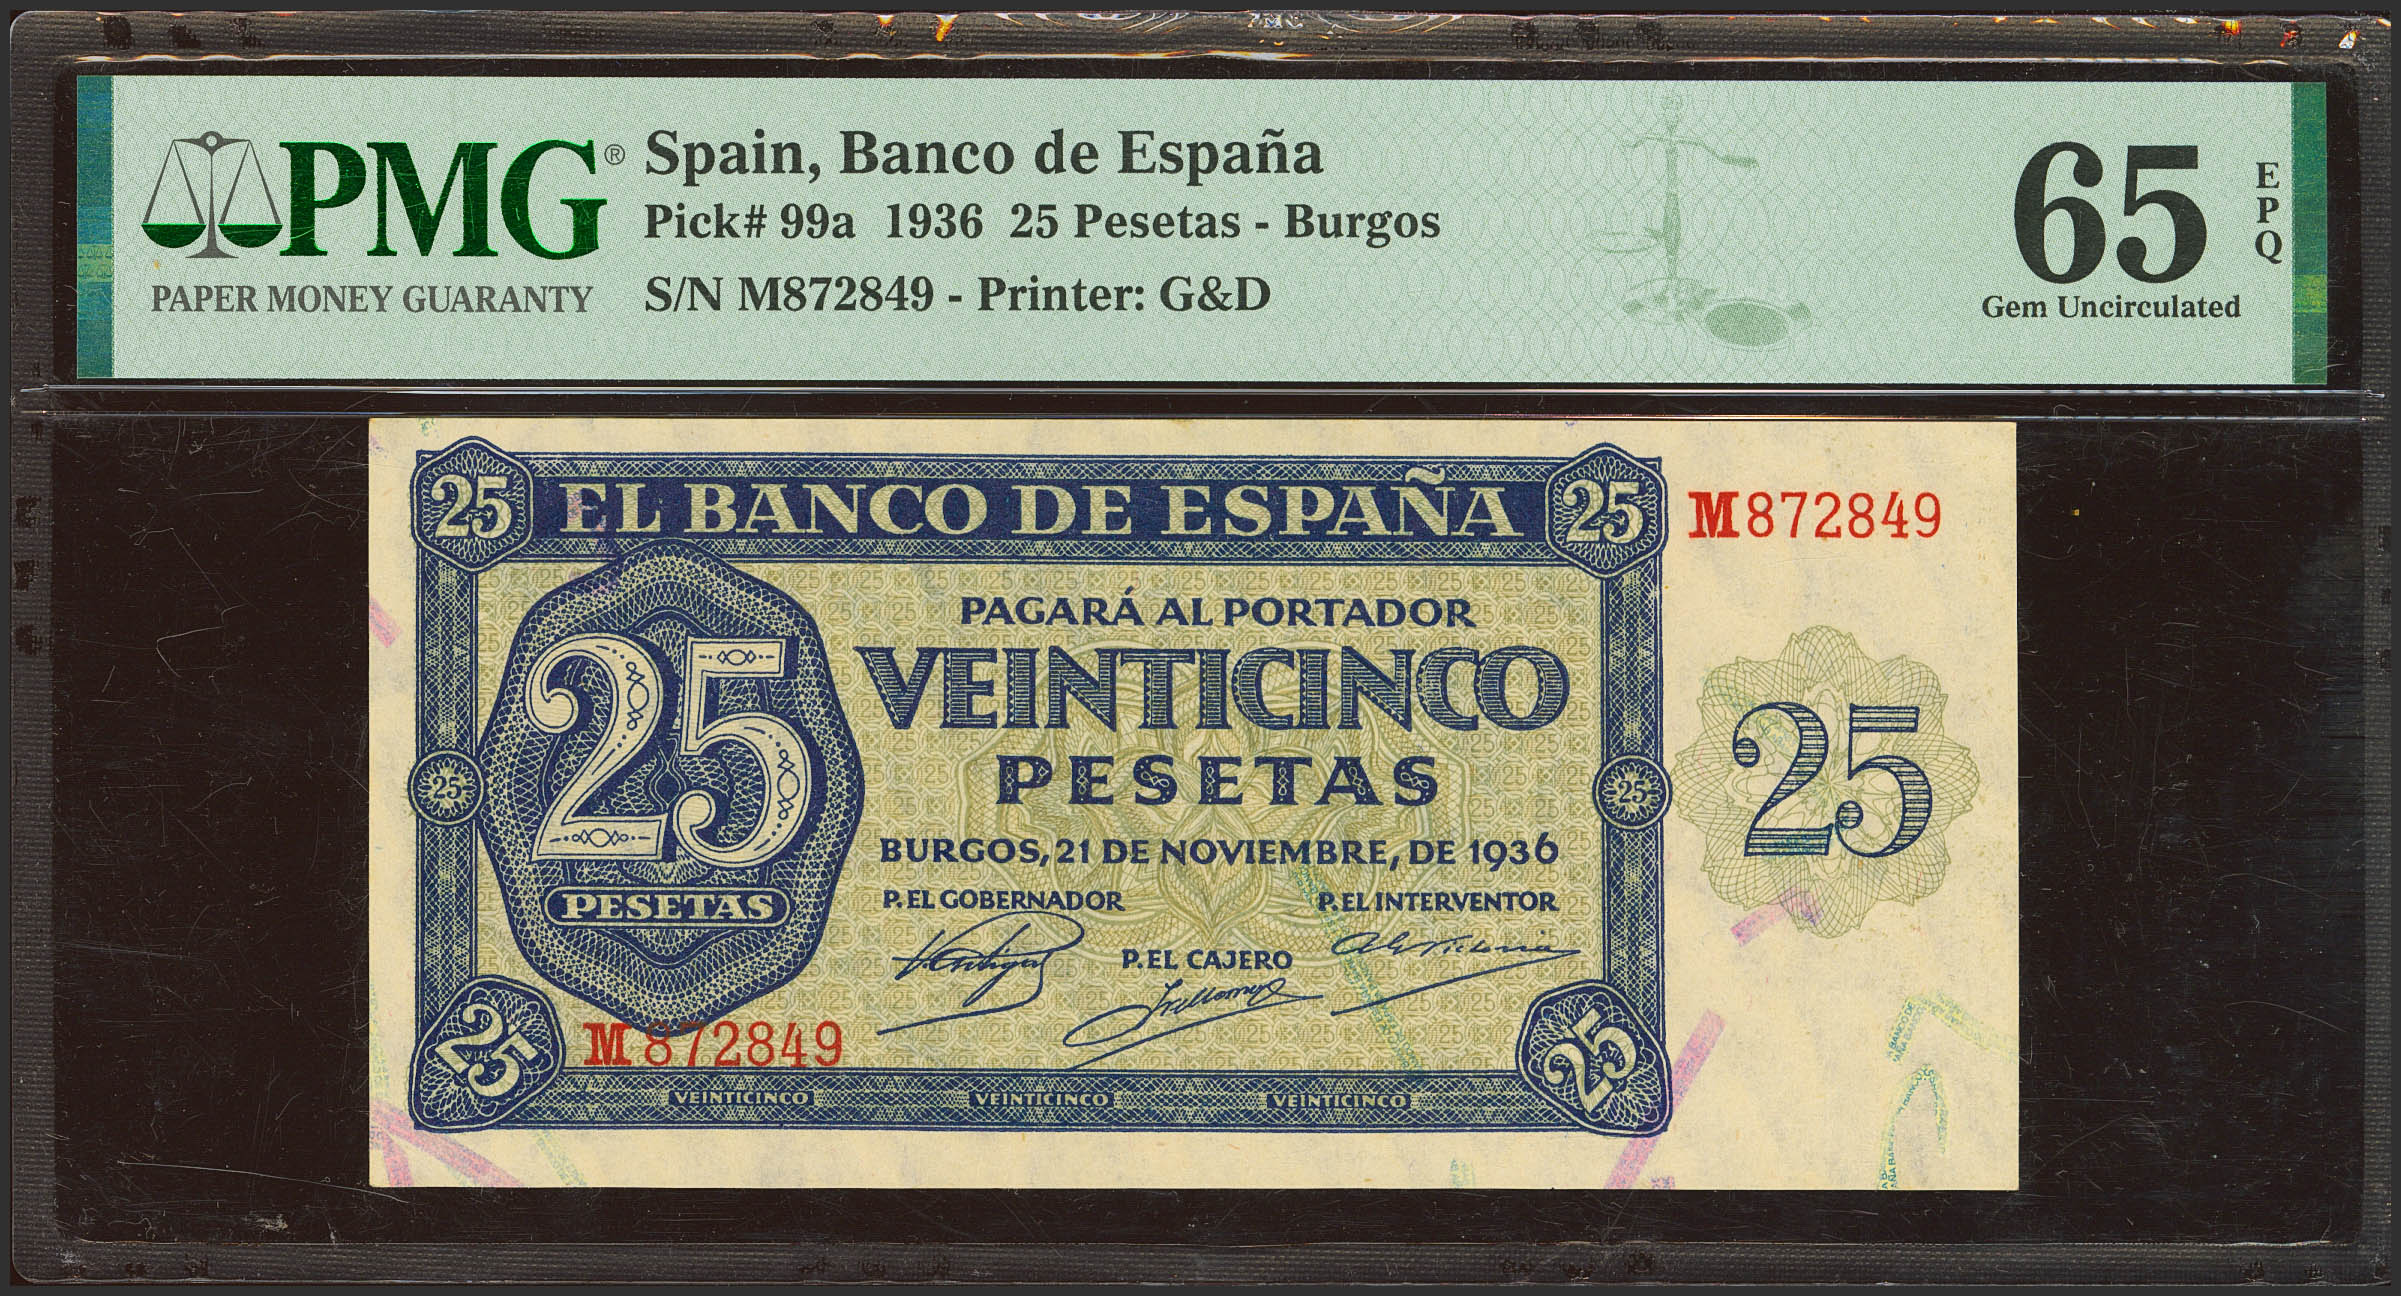 PMG®
PAPER MONEY GUARANTY
Spain, Banco de España
Pick# 99a 1936 25 Pesetas - Burgos
S/N M872849 - Printer: G&D
65
EPQ
Gem Uncirculated
25 EL BANCO DE ESPAÑA 25
M872849
PAGARÁ AL PORTADOR
VEINTICINCO
PESETAS
25
PESETAS
25
25
25
BURGOS, 21 DE NOVIEMBRE, DE 1936
P. EL GOBERNADOR
P. EL INTERVENTOR
P. EL CAJERO
M872849
25
25
VEINTICINCO VEINTICINCO VEINTICINCO